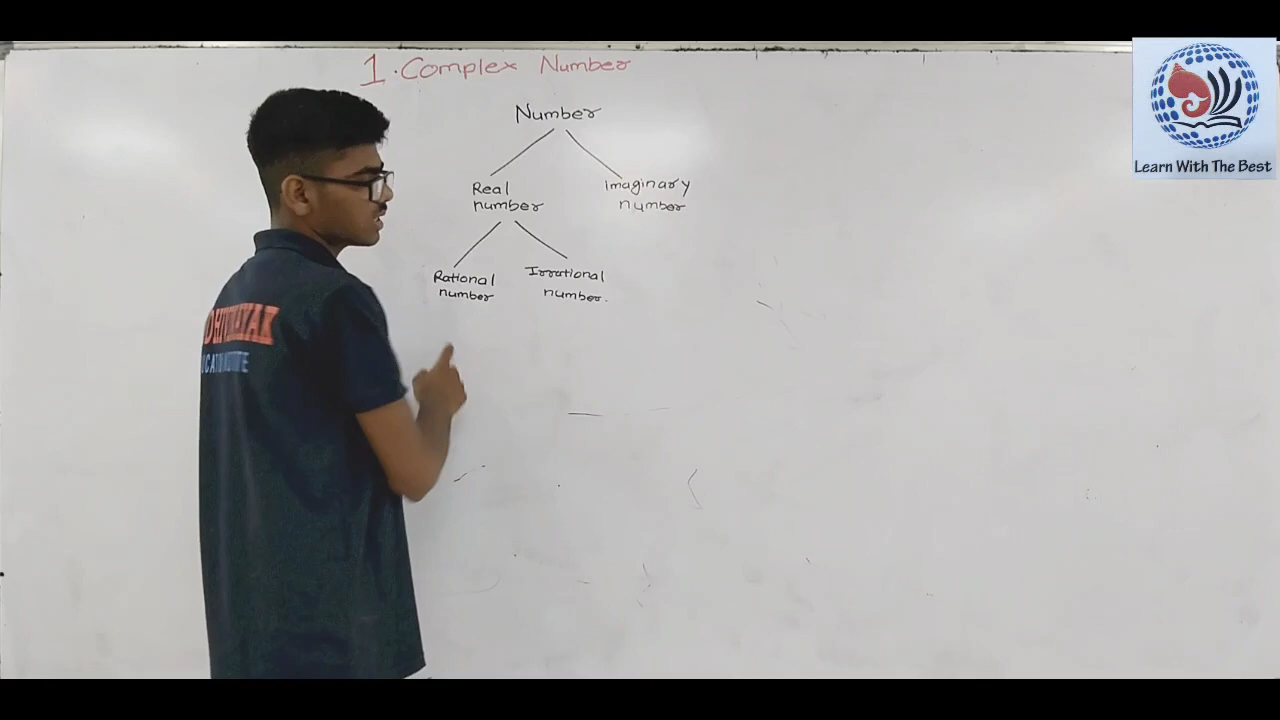 1. Complex Number
Number
Real
number
Imaginary
number
Rational
number
Irrational
number.
Learn With The Best